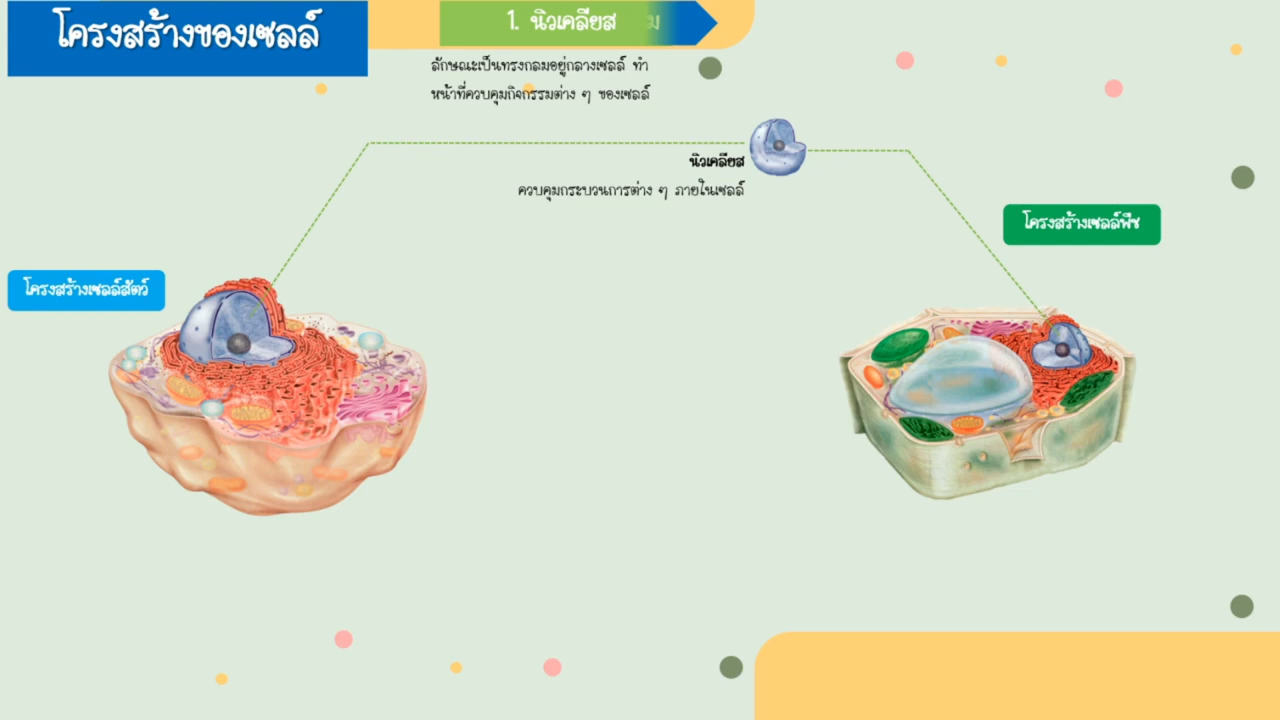 โครงสร้างของเซลล์
1. นิวเคลียส ม
ลักษณะเป็นทรงกลมอยู่กลางเซลล์ ทำ
หน้าที่ควบคุมกิจกรรมต่าง ๆ ของเซลล์
นิวเคลียส
ควบคุมกระบวนการต่าง ๆ ภายในเซลล์
โครงสร้างเซลล์พืช
โครงสร้างเซลล์สัตว์